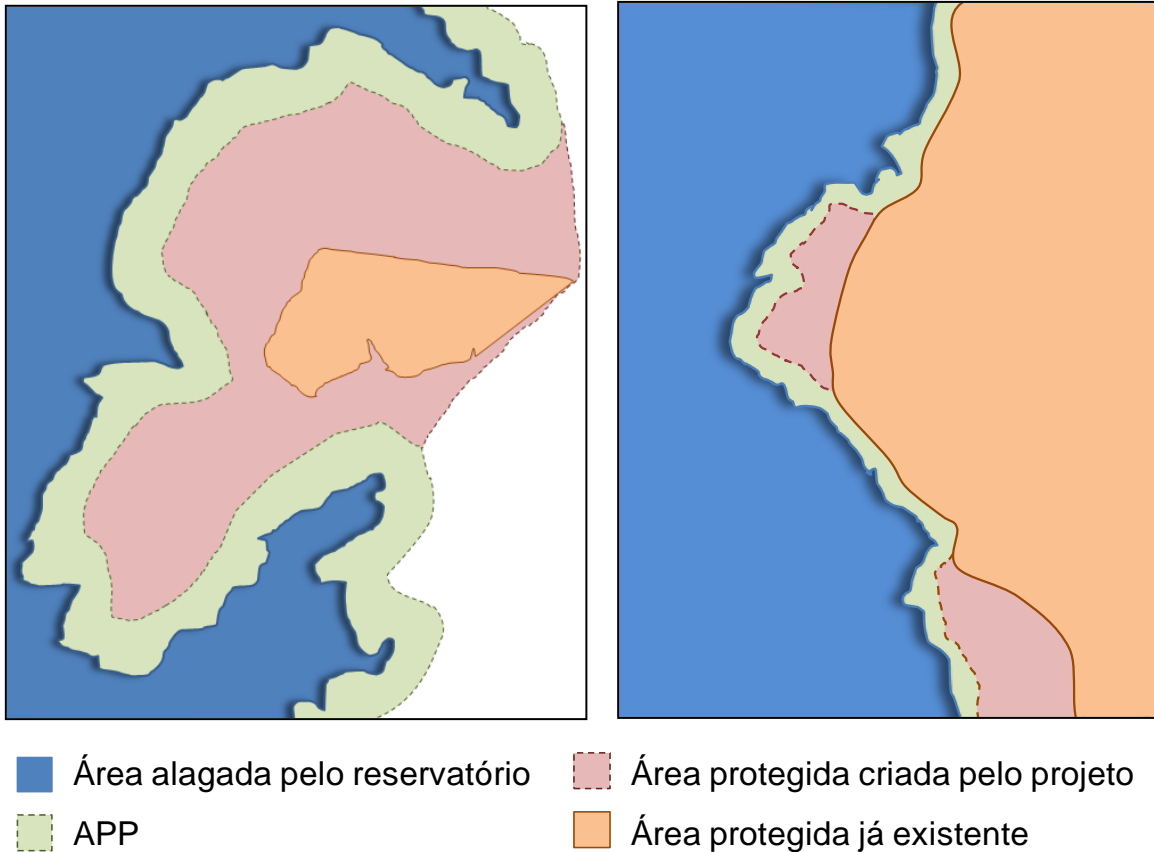 Área alagada pelo reservatório
Área protegida criada pelo projeto
APP
Área protegida já existente